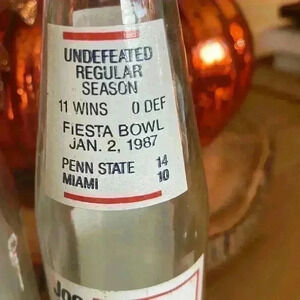 UNDEFEATED
REGULAR
SEASON
11 WINS 0 DEF
FIESTA BOWL
JAN. 2, 1987
PENN STATE 14
MIAMI 10